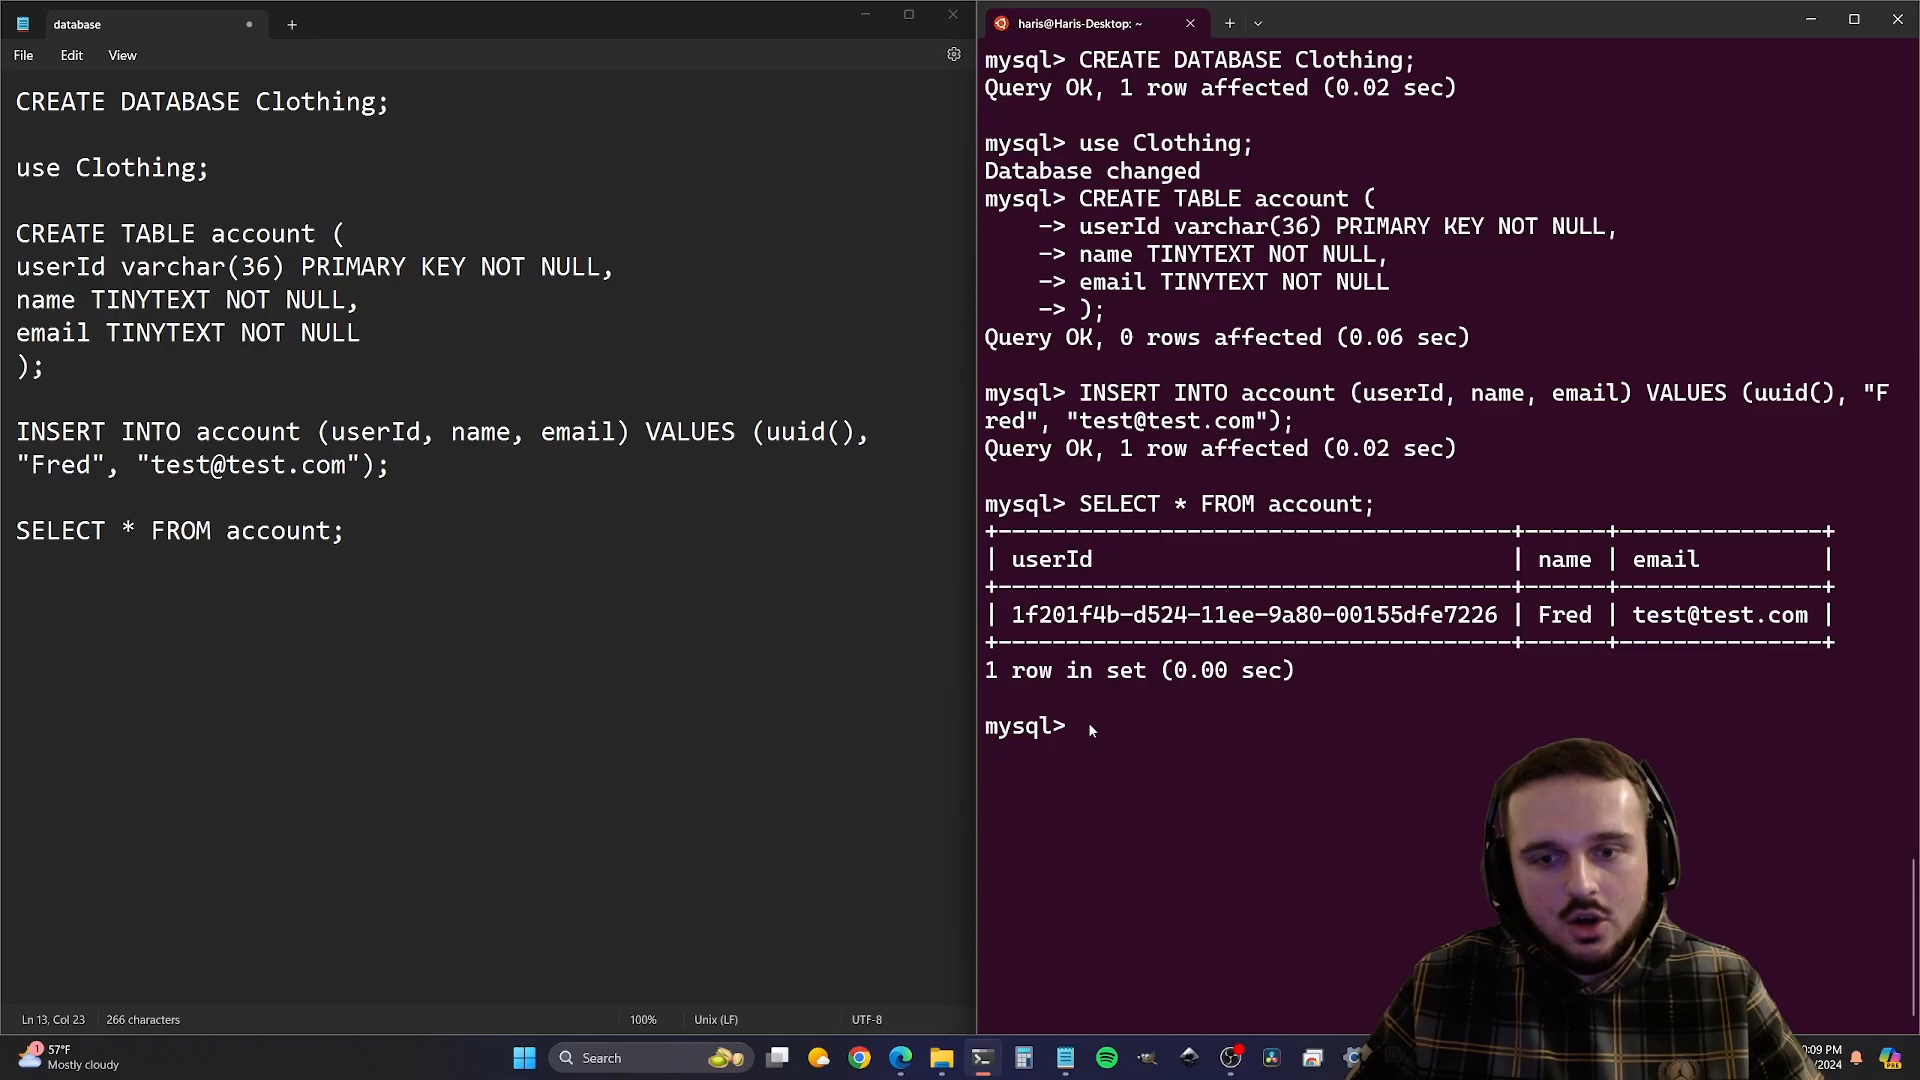 database
File
Edit
View
CREATE DATABASE Clothing;
use Clothing;
CREATE TABLE account (
userId varchar(36) PRIMARY KEY NOT NULL,
name TINYTEXT NOT NULL,
email TINYTEXT NOT NULL
);
INSERT INTO account (userId, name, email) VALUES (uuid(),
"Fred", "test@test.com");
SELECT * FROM account;
Ln 13, Col 23
266 characters
100%
Unix (LF)
UTF-8
haris@Haris-Desktop: ~
mysql> CREATE DATABASE Clothing;
Query OK, 1 row affected (0.02 sec)
mysql> use Clothing;
Database changed
mysql> CREATE TABLE account (
-> userId varchar(36) PRIMARY KEY NOT NULL,
-> name TINYTEXT NOT NULL,
-> email TINYTEXT NOT NULL
-> );
Query OK, 0 rows affected (0.06 sec)
mysql> INSERT INTO account (userId, name, email) VALUES (uuid(), "F
red", "test@test.com");
Query OK, 1 row affected (0.02 sec)
mysql> SELECT * FROM account;
+------------------------------------+------+---------------+
| userId | name | email |
+------------------------------------+------+---------------+
| 1f201f4b-d524-11ee-9a80-00155dfe7226 | Fred | test@test.com |
+------------------------------------+------+---------------+
1 row in set (0.00 sec)
mysql>
1
57°F
Mostly cloudy
Search
:09 PM
/2024
PRE